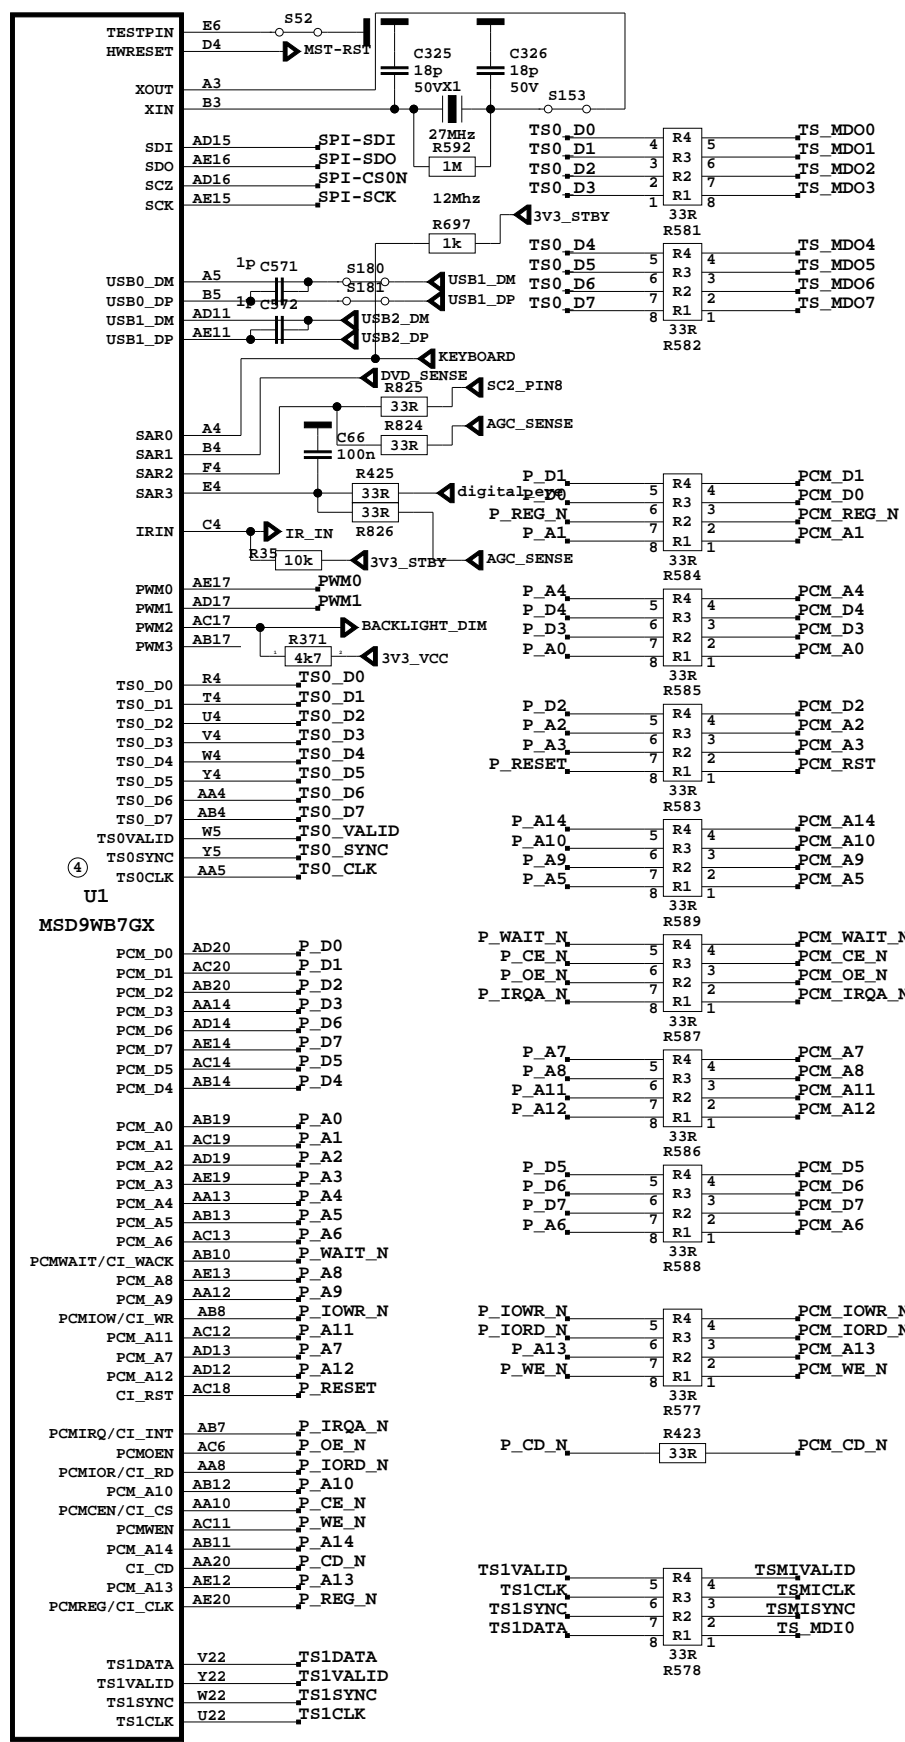 TESTPIN E6 S52
HWRESET D4 MST-RST
C325 C326
18p 18p
50V 50V
XOUT A3
X1 S153
XIN B3
27MHz
R592
1M
SDI AD15 SPI-SDI
SDO AE16 SPI-SDO
SCZ AD16 SPI-CS0N
SCK AE15 SPI-SCK
TS0_D0 4 R4 5 TS_MDO0
TS0_D1 3 R3 6 TS_MDO1
TS0_D2 2 R2 7 TS_MDO2
TS0_D3 1 R1 8 TS_MDO3
33R
R581
12Mhz
R697
1k
3V3_STBY
TS0_D4 5 R4 4 TS_MDO4
TS0_D5 6 R3 3 TS_MDO5
TS0_D6 7 R2 2 TS_MDO6
TS0_D7 8 R1 1 TS_MDO7
33R
R582
1p C571
USB0_DM A5 S180 USB1_DM
USB0_DP B5 S181 USB1_DP
1p C572
USB1_DM AD11 USB2_DM
USB1_DP AE11 USB2_DP
KEYBOARD
DVD_SENSE
R825
33R
SC2_PIN8
R824
33R
AGC_SENSE
C66
100n
SAR0 A4
SAR1 B4
SAR2 F4
SAR3 E4
R425
33R
digital_eye
33R
R826
AGC_SENSE
IRIN C4 IR_IN
R35
10k
3V3_STBY
P_D1 5 R4 4 PCM_D1
P_D0 6 R3 3 PCM_D0
P_REG_N 7 R2 2 PCM_REG_N
P_A1 8 R1 1 PCM_A1
33R
R584
PWM0 AE17 PWM0
PWM1 AD17 PWM1
PWM2 AC17 BACKLIGHT_DIM
PWM3 AB17
R371
1 4k7 2
3V3_VCC
P_A4 5 R4 4 PCM_A4
P_D4 6 R3 3 PCM_D4
P_D3 7 R2 2 PCM_D3
P_A0 8 R1 1 PCM_A0
33R
R585
TS0_D0 R4 TS0_D0
TS0_D1 T4 TS0_D1
TS0_D2 U4 TS0_D2
TS0_D3 V4 TS0_D3
TS0_D4 W4 TS0_D4
TS0_D5 Y4 TS0_D5
TS0_D6 AA4 TS0_D6
TS0_D7 AB4 TS0_D7
TS0VALID W5 TS0_VALID
TS0SYNC Y5 TS0_SYNC
TS0CLK AA5 TS0_CLK
P_D2 5 R4 4 PCM_D2
P_A2 6 R3 3 PCM_A2
P_A3 7 R2 2 PCM_A3
P_RESET 8 R1 1 PCM_RST
33R
R583
P_A14 5 R4 4 PCM_A14
P_A10 6 R3 3 PCM_A10
P_A9 7 R2 2 PCM_A9
P_A5 8 R1 1 PCM_A5
33R
R589
4
U1
MSD9WB7GX
PCM_D0 AD20 P_D0
PCM_D1 AC20 P_D1
PCM_D2 AB20 P_D2
PCM_D3 AA14 P_D3
PCM_D6 AD14 P_D6
PCM_D7 AE14 P_D7
PCM_D5 AC14 P_D5
PCM_D4 AB14 P_D4
P_WAIT_N 5 R4 4 PCM_WAIT_N
P_CE_N 6 R3 3 PCM_CE_N
P_OE_N 7 R2 2 PCM_OE_N
P_IRQA_N 8 R1 1 PCM_IRQA_N
33R
R587
P_A7 5 R4 4 PCM_A7
P_A8 6 R3 3 PCM_A8
P_A11 7 R2 2 PCM_A11
P_A12 8 R1 1 PCM_A12
33R
R586
PCM_A0 AB19 P_A0
PCM_A1 AC19 P_A1
PCM_A2 AD19 P_A2
PCM_A3 AE19 P_A3
PCM_A4 AA13 P_A4
PCM_A5 AB13 P_A5
PCM_A6 AC13 P_A6
PCMWAIT/CI_WACK AB10 P_WAIT_N
PCM_A8 AE13 P_A8
PCM_A9 AA12 P_A9
PCMIOW/CI_WR AB8 P_IOWR_N
PCM_A11 AC12 P_A11
PCM_A7 AD13 P_A7
PCM_A12 AD12 P_A12
CI_RST AC18 P_RESET
P_D5 5 R4 4 PCM_D5
P_D6 6 R3 3 PCM_D6
P_D7 7 R2 2 PCM_D7
P_A6 8 R1 1 PCM_A6
33R
R588
P_IOWR_N 5 R4 4 PCM_IOWR_N
P_IORD_N 6 R3 3 PCM_IORD_N
P_A13 7 R2 2 PCM_A13
P_WE_N 8 R1 1 PCM_WE_N
33R
R577
PCMIRQ/CI_INT AB7 P_IRQA_N
PCMOEN AC6 P_OE_N
PCMIOR/CI_RD AA8 P_IORD_N
PCM_A10 AB12 P_A10
PCMCEN/CI_CS AA10 P_CE_N
PCMWEN AC11 P_WE_N
PCM_A14 AB11 P_A14
CI_CD AA20 P_CD_N
PCM_A13 AE12 P_A13
PCMREG/CI_CLK AE20 P_REG_N
R423
P_CD_N 33R PCM_CD_N
TS1VALID 5 R4 4 TSMIVALID
TS1CLK 6 R3 3 TSMICLK
TS1SYNC 7 R2 2 TSMISYNC
TS1DATA 8 R1 1 TS_MDI0
33R
R578
TS1DATA V22 TS1DATA
TS1VALID Y22 TS1VALID
TS1SYNC W22 TS1SYNC
TS1CLK U22 TS1CLK